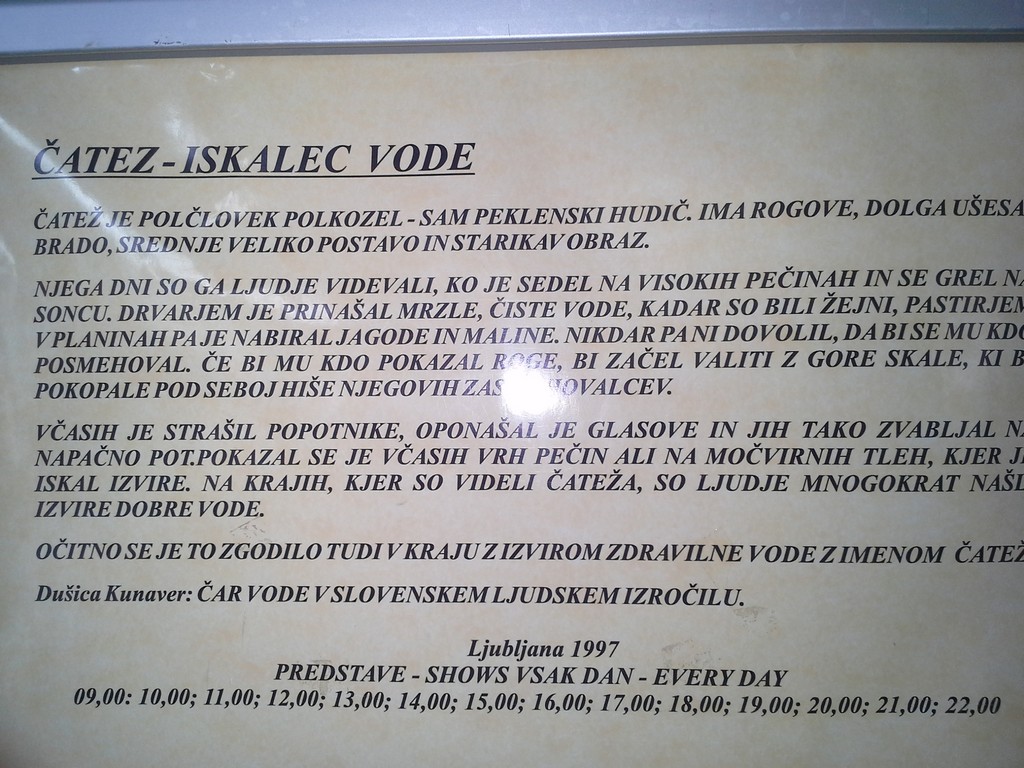 ČATEZ - ISKALEC VODE
ČATEŽ JE POLČLOVEK POLKOZEL - SAM PEKLENSKI HUDIČ. IMA ROGOVE, DOLGA UŠESA
BRADO, SREDNJE VELIKO POSTAVO IN STARIKAV OBRAZ.
NJEGA DNI SO GA LJUDJE VIDEVALI, KO JE SEDEL NA VISOKIH PEČINAH IN SE GREL NA
SONCU. DRVARJEM JE PRINAŠAL MRZLE, ČISTE VODE, KADAR SO BILI ŽEJNI, PASTIRJEM
V PLANINAH PA JE NABIRAL JAGODE IN MALINE. NIKDAR PA NI DOVOLIL, DA BI SE MU KDO
POSMEHOVAL. ČE BI MU KDO POKAZAL ROGE, BI ZAČEL VALITI Z GORE SKALE, KI
POKOPALE POD SEBOJ HIŠE NJEGOVIH
VČASIH JE STRAŠIL POPOTNIKE, OPONAŠAL JE GLASOVE IN JIH TAKO ZVABLJAL
NAPAČNO POT.POKAZAL SE JE VČASIH VRH PEČIN ALI NA MOČVIRNIH TLEH, KJER
ISKAL IZVIRE. NA KRAJIH, KJER SO VIDELI ČATEŽA, SO LJUDJE MNOGOKRAT
IZVIRE DOBRE VODE.
OČITNO SE JE TO ZGODILO TUDI V KRAJU Z IZVIROM ZDRAVILNE VODE Z IMENOM ČATEŽ
Dušica Kunaver: ČAR VODE V SLOVENSKEM LJUDSKEM IZROČILU.
Ljubljana 1997
PREDSTAVE - SHOWS VSAK DAN - EVERY DAY
09,00: 10,00; 11,00; 12,00; 13,00; 14,00; 15,00; 16,00; 17,00; 18,00; 19,00; 20,00; 21,00; 22,00